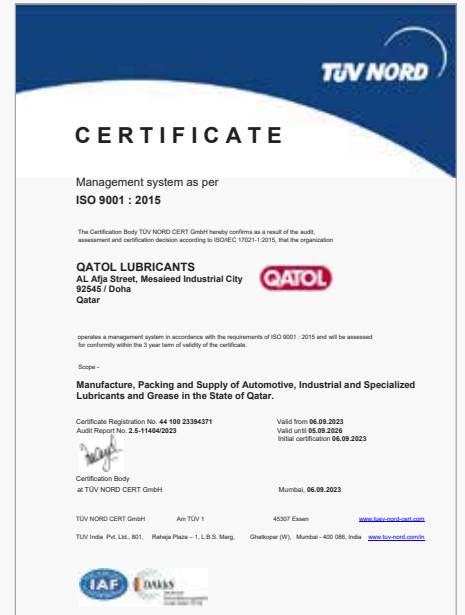 TÜV NORD
CERTIFICATE
Management system as per
ISO 9001 : 2015
The Certification Body TÜV NORD CERT GmbH hereby confirms as a result of the audit,
assessment and certification decision according to ISO/IEC 17021-1:2015, that the organization
QATOL LUBRICANTS
AL Afja Street, Mesaieed Industrial City
92545 / Doha
Qatar
QATOL
operates a management system in accordance with the requirements of ISO 9001 : 2015 and will be assessed
for conformity within the 3 year term of validity of the certificate.
Scope -
Manufacture, Packing and Supply of Automotive, Industrial and Specialized
Lubricants and Grease in the State of Qatar.
Certificate Registration No. 44 100 23394371 Valid from 06.09.2023
Audit Report No. 2.5-11404/2023 Valid until 05.09.2026
Initial certification 06.09.2023
Certification Body
at TÜV NORD CERT GmbH Mumbai, 06.09.2023
TÜV NORD CERT GmbH Am TÜV 1 45307 Essen www.tuev-nord-cert.com
TUV India Pvt. Ltd., 801, Raheja Plaza – 1, L.B.S. Marg, Ghatkopar (W), Mumbai - 400 086, India www.tuv-nord.com/in
IAF DAkkS